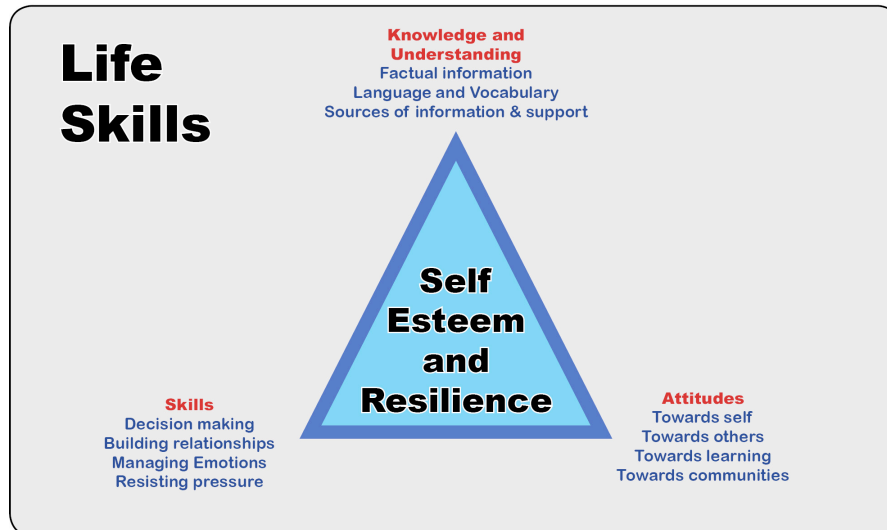 Life
Skills
Knowledge and
Understanding
Factual information
Language and Vocabulary
Sources of information & support
Self
Esteem
and
Resilience
Skills
Decision making
Building relationships
Managing Emotions
Resisting pressure
Attitudes
Towards self
Towards others
Towards learning
Towards communities